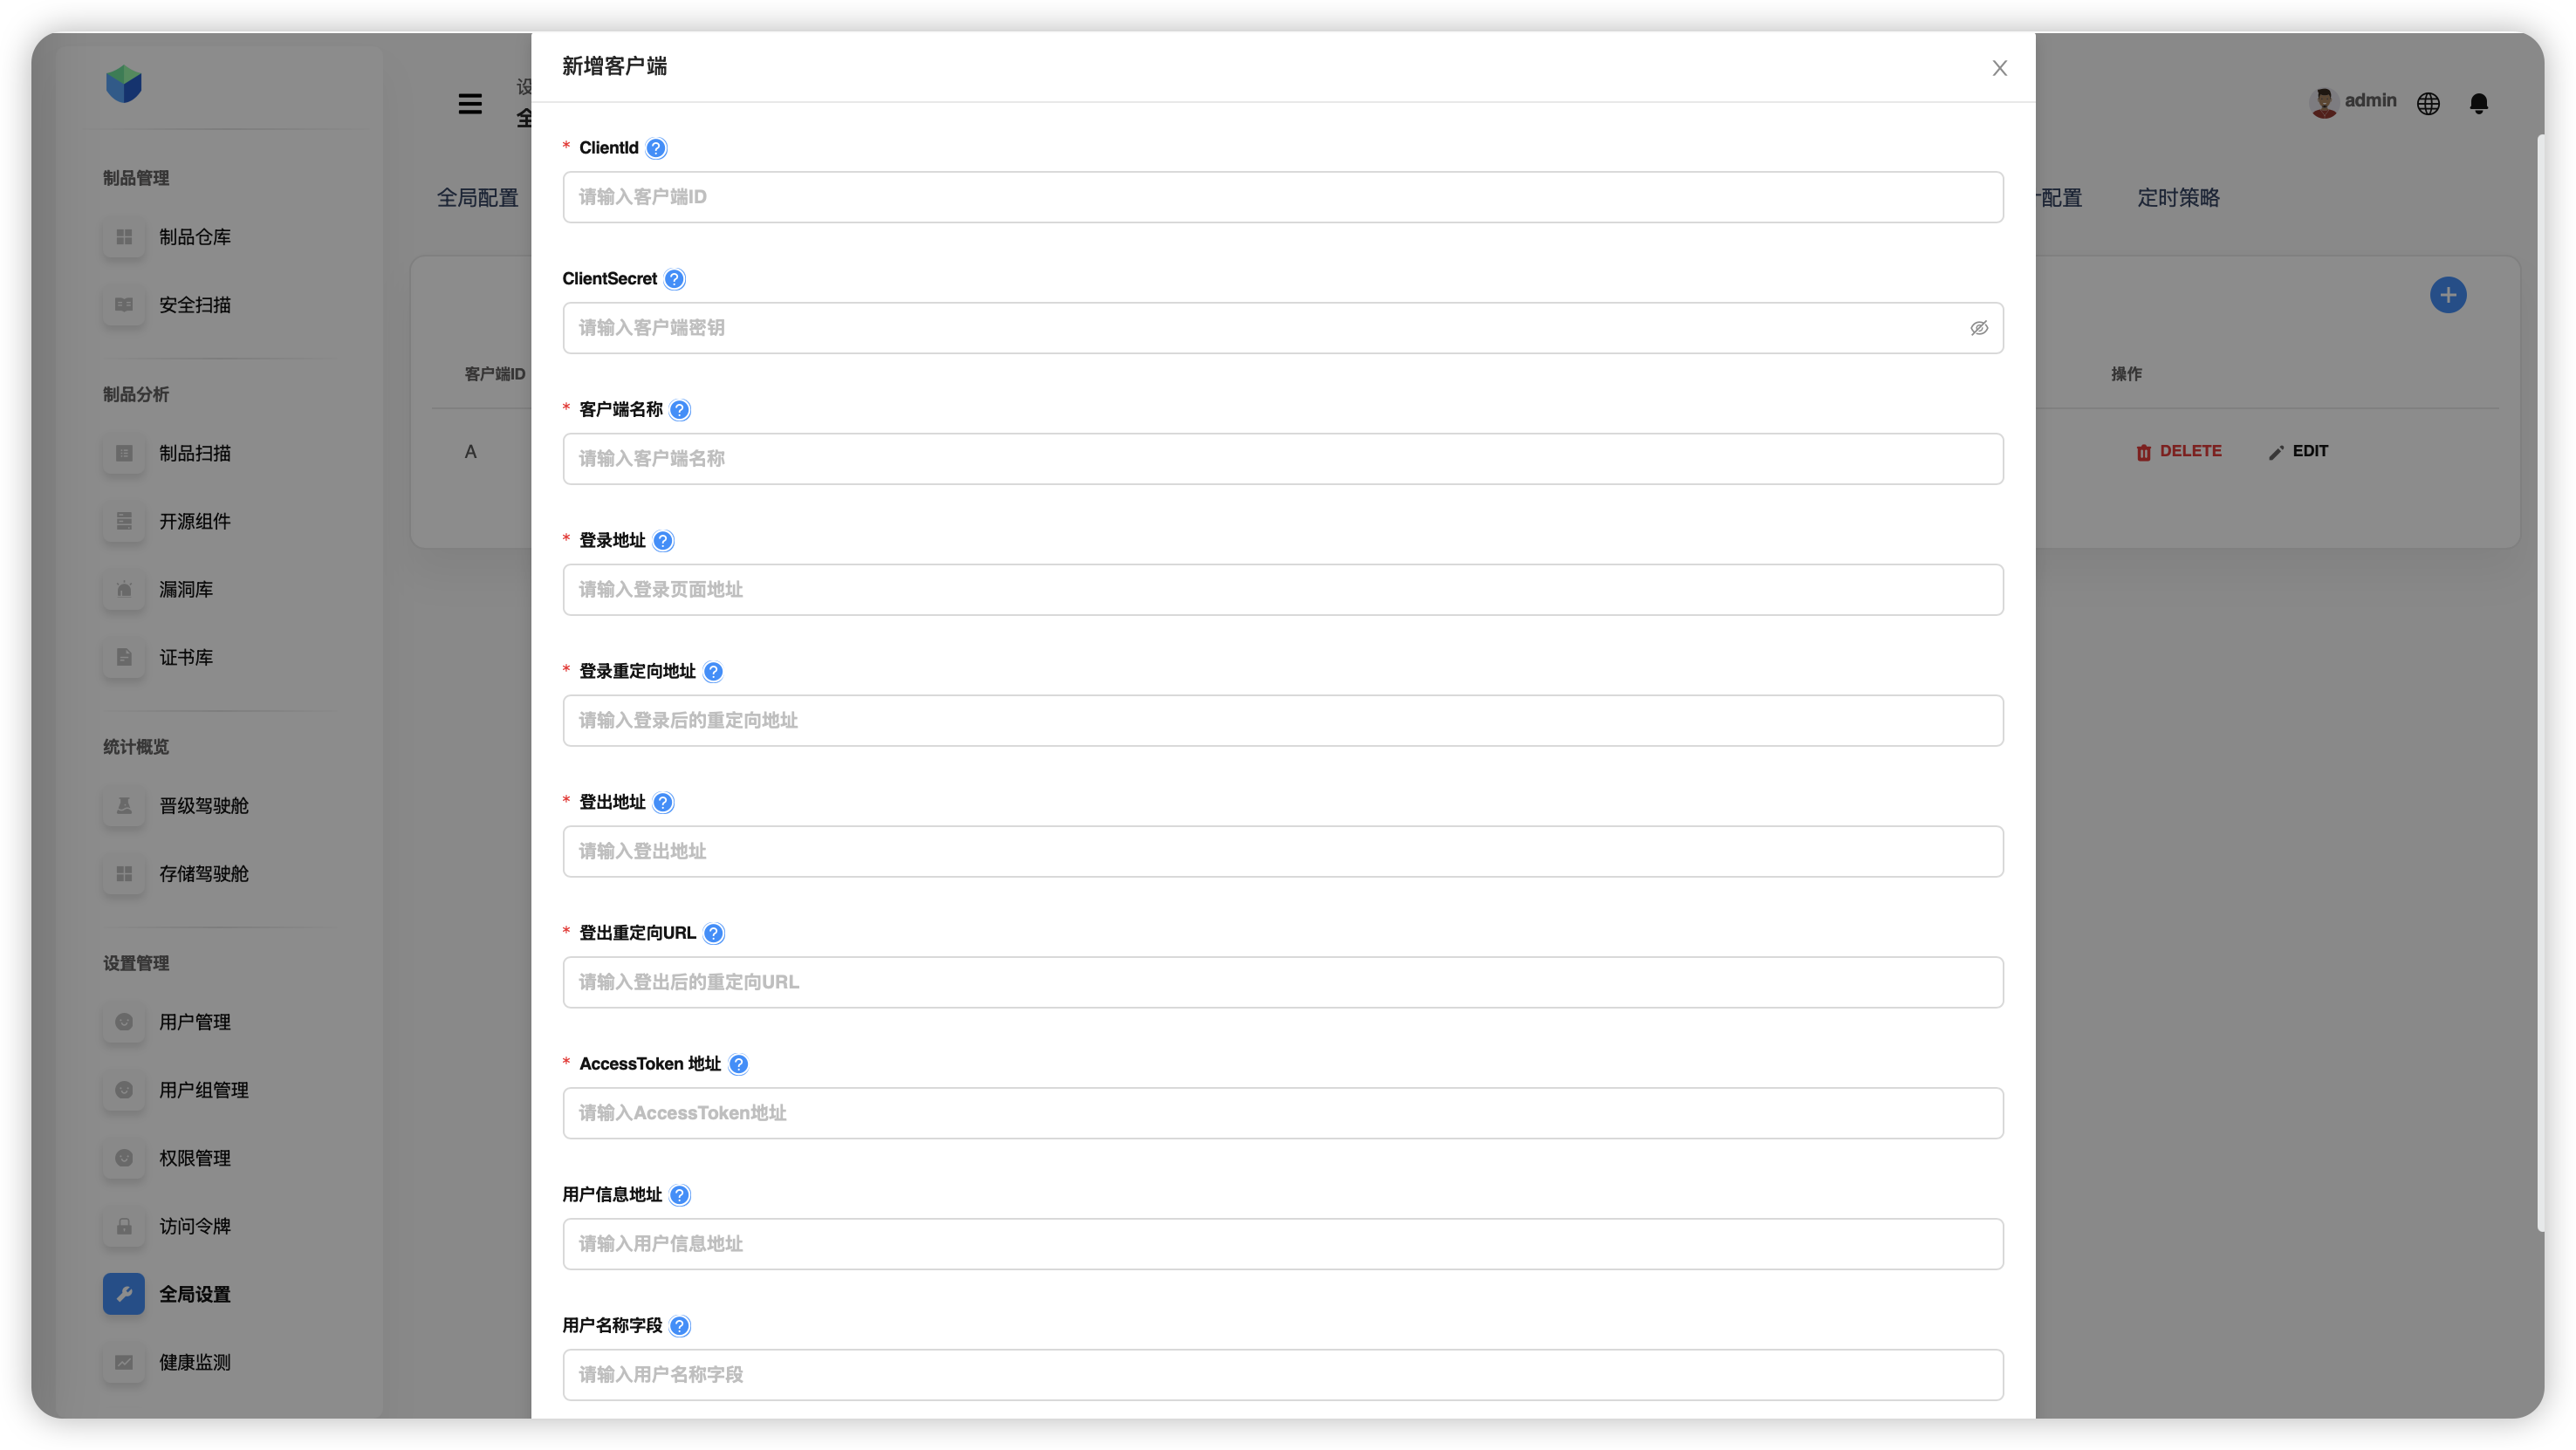 制品管理
制品仓库
安全扫描
制品分析
制品扫描
开源组件
漏洞库
证书库
统计概览
晋级驾驶舱
存储驾驶舱
设置管理
用户管理
用户组管理
权限管理
访问令牌
全局设置
健康监测
admin
全局配置
定时策略
客户端ID
操作
A
DELETE
EDIT
新增客户端
* ClientId ?
请输入客户端ID
ClientSecret ?
请输入客户端密钥
* 客户端名称 ?
请输入客户端名称
* 登录地址 ?
请输入登录页面地址
* 登录重定向地址 ?
请输入登录后的重定向地址
* 登出地址 ?
请输入登出地址
* 登出重定向URL ?
请输入登出后的重定向URL
* AccessToken 地址 ?
请输入AccessToken地址
用户信息地址 ?
请输入用户信息地址
用户名称字段 ?
请输入用户名称字段